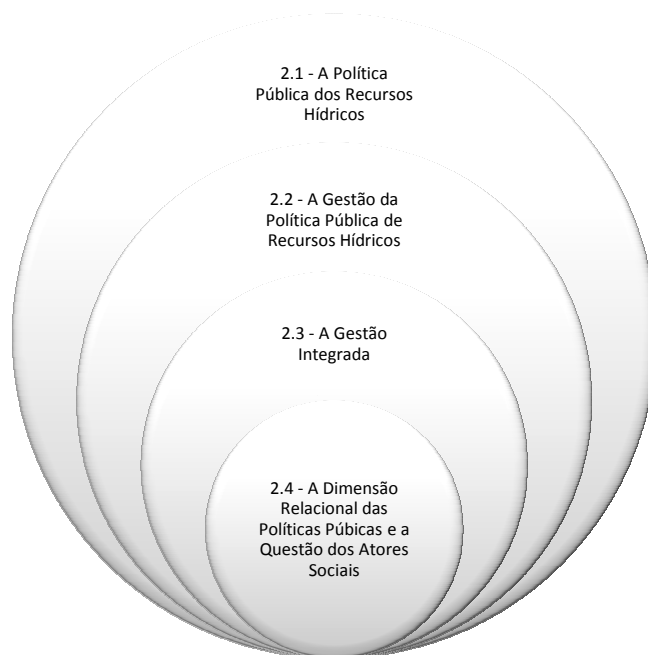 2.1 - A Política
Pública dos Recursos
Hídricos
2.2 - A Gestão da
Política Pública de
Recursos Hídricos
2.3 - A Gestão
Integrada
2.4 - A Dimensão
Relacional das
Políticas Púbicas e a
Questão dos Atores
Sociais